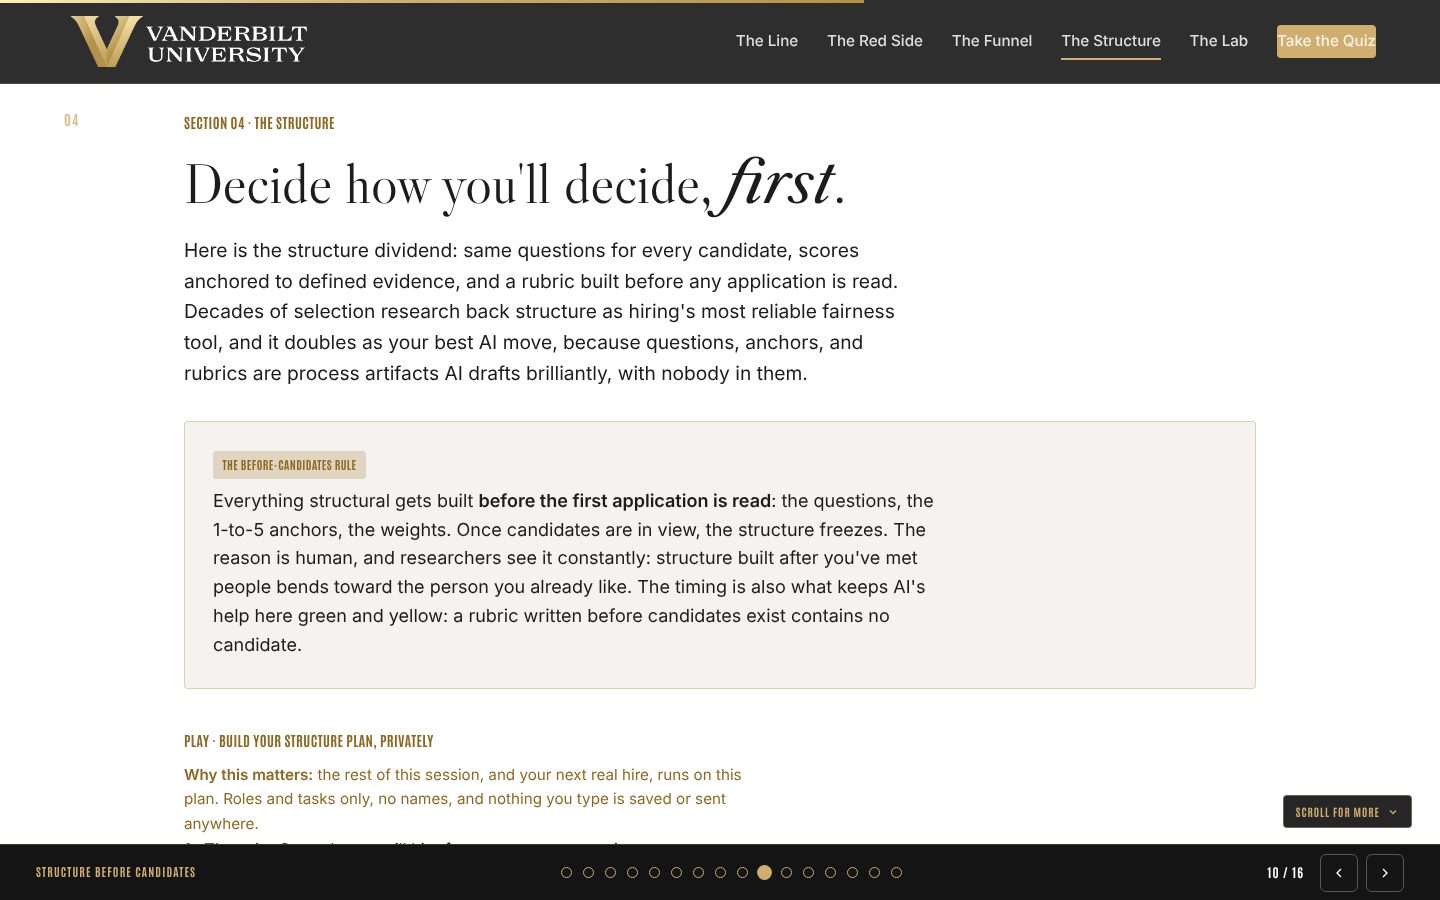 VANDERBILT
UNIVERSITY
The Line
The Red Side
The Funnel
The Structure
The Lab
Take the Quiz
04
SECTION 04 · THE STRUCTURE
Decide how you'll decide, first.
Here is the structure dividend: same questions for every candidate, scores
anchored to defined evidence, and a rubric built before any application is read.
Decades of selection research back structure as hiring's most reliable fairness
tool, and it doubles as your best AI move, because questions, anchors, and
rubrics are process artifacts AI drafts brilliantly, with nobody in them.
THE BEFORE-CANDIDATES RULE
Everything structural gets built before the first application is read: the questions, the
1-to-5 anchors, the weights. Once candidates are in view, the structure freezes. The
reason is human, and researchers see it constantly: structure built after you've met
people bends toward the person you already like. The timing is also what keeps AI's
help here green and yellow: a rubric written before candidates exist contains no
candidate.
PLAY · BUILD YOUR STRUCTURE PLAN, PRIVATELY
Why this matters: the rest of this session, and your next real hire, runs on this
plan. Roles and tasks only, no names, and nothing you type is saved or sent
anywhere.
SCROLL FOR MORE
STRUCTURE BEFORE CANDIDATES
10 / 16